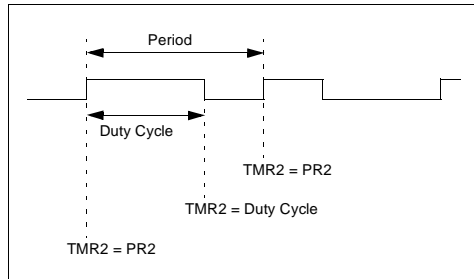 Period
Duty Cycle
TMR2 = PR2
TMR2 = Duty Cycle
TMR2 = PR2